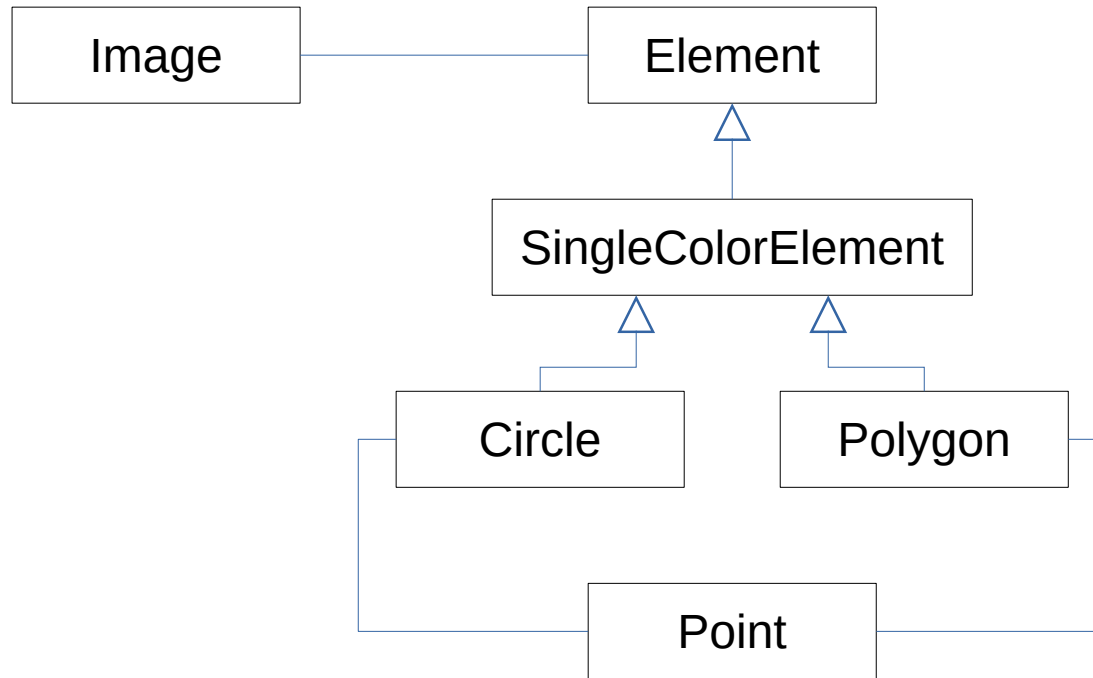 Image
Element
SingleColorElement
Circle
Polygon
Point